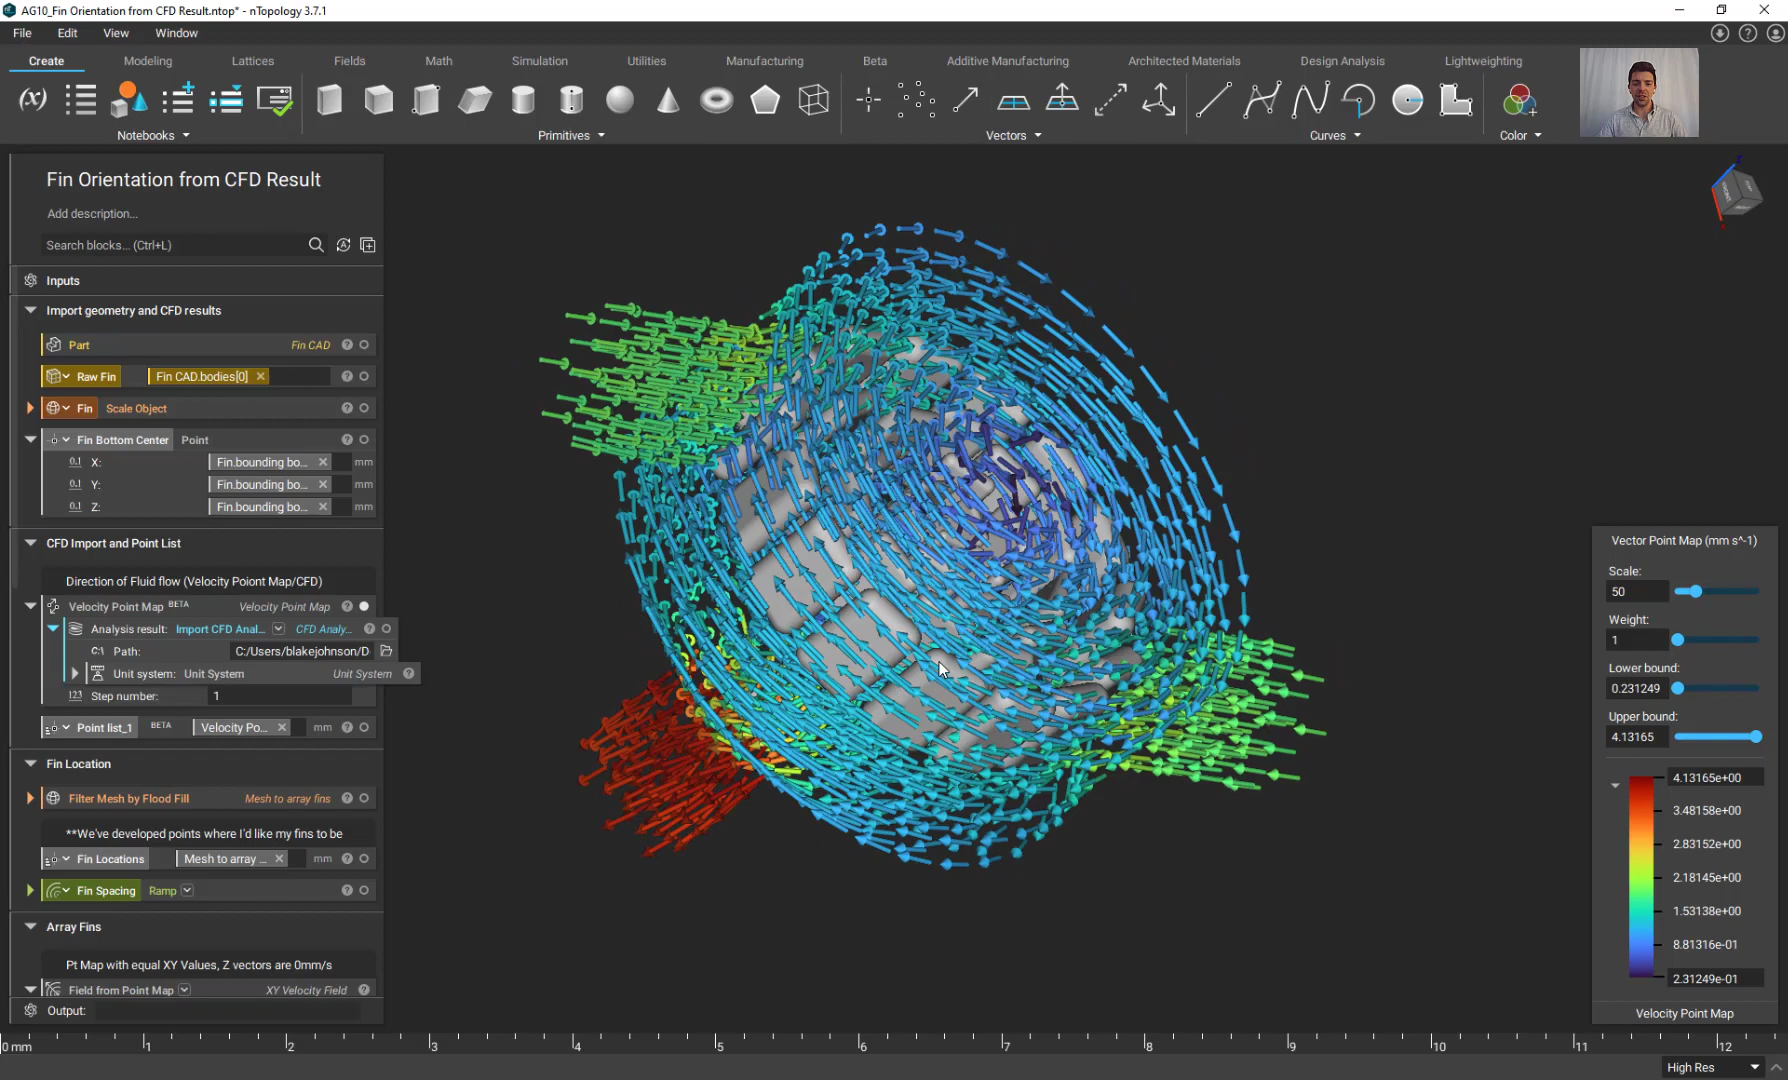 AG10_Fin Orientation from CFD Result.ntop* - nTopology 3.7.1
File Edit View Window
Create Modeling Lattices Fields Math Simulation Utilities Manufacturing Beta Additive Manufacturing Architected Materials Design Analysis Lightweighting
(x)
Notebooks Primitives Vectors Curves Color
Fin Orientation from CFD Result
Add description...
Search blocks... (Ctrl+L)
Inputs
Import geometry and CFD results
Part Fin CAD
Raw Fin Fin CAD.bodies[0]
Fin Scale Object
Fin Bottom Center Point
0.1 X: Fin.bounding bo... mm
0.1 Y: Fin.bounding bo... mm
0.1 Z: Fin.bounding bo... mm
CFD Import and Point List
Direction of Fluid flow (Velocity Poiont Map/CFD)
Velocity Point Map BETA Velocity Point Map
Analysis result: Import CFD Anal... CFD Analy...
C:\ Path: C:/Users/blakejohnson/D
Unit system: Unit System Unit System
123 Step number: 1
Point list_1 BETA Velocity Po... mm
Fin Location
Filter Mesh by Flood Fill Mesh to array fins
**We've developed points where I'd like my fins to be
Fin Locations Mesh to array ... mm
Fin Spacing Ramp
Array Fins
Pt Map with equal XY Values, Z vectors are 0mm/s
Field from Point Map XY Velocity Field
Output:
Vector Point Map (mm s^-1)
Scale:
50
Weight:
1
Lower bound:
0.231249
Upper bound:
4.13165
4.13165e+00
3.48158e+00
2.83152e+00
2.18145e+00
1.53138e+00
8.81316e-01
2.31249e-01
Velocity Point Map
0 mm 1 2 3 4 5 6 7 8 9 10 11 12
High Res